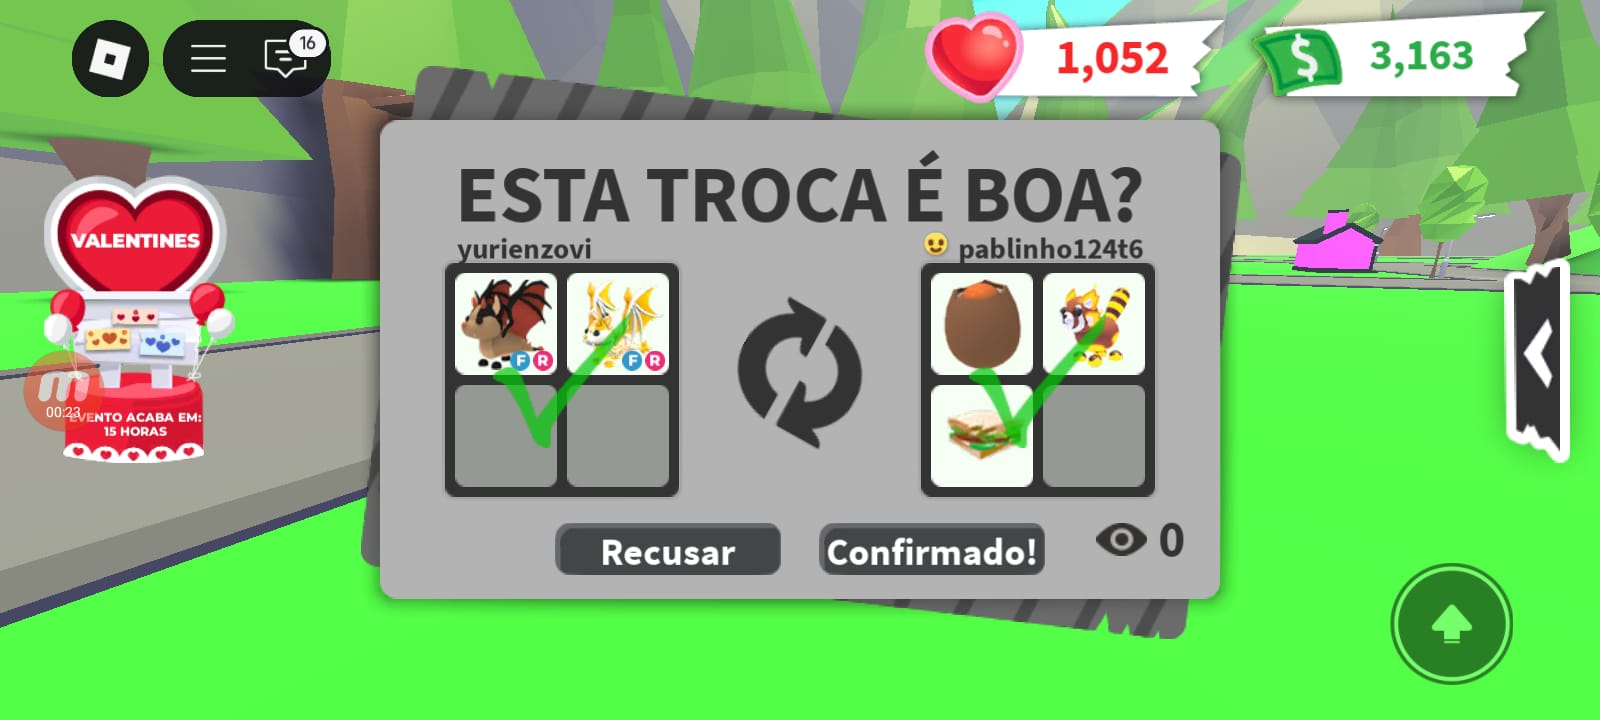 16
1,052
3,163
ESTA TROCA É BOA?
yurienzovi
pablinho124t6
VALENTINES
F R
F R
00:23
EVENTO ACABA EM:
15 HORAS
Recusar
Confirmado!
0